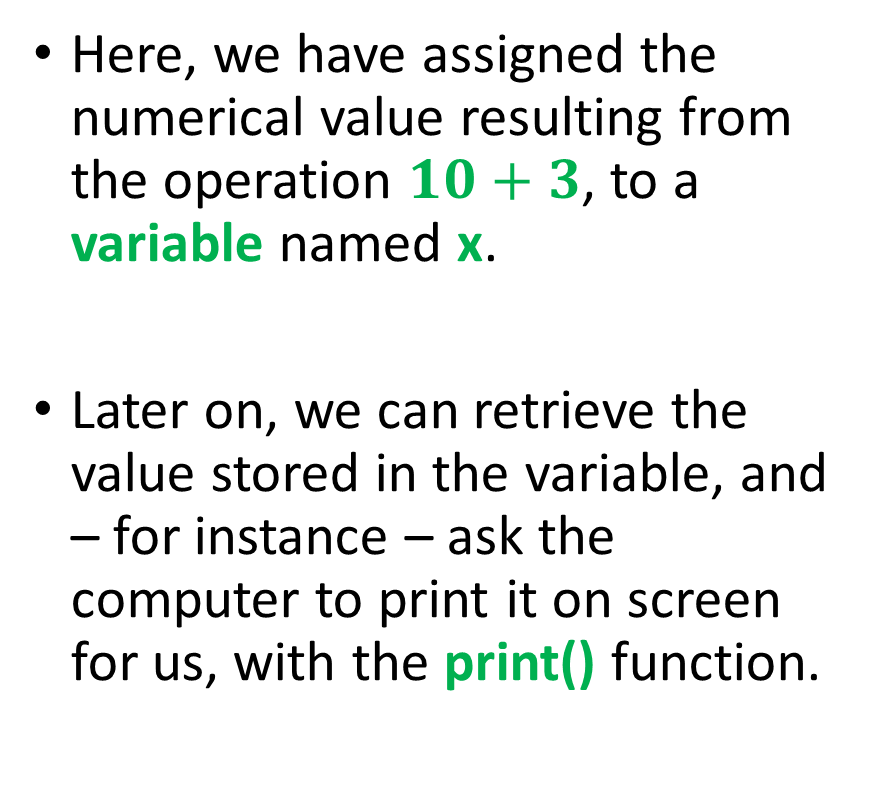 • Here, we have assigned the
numerical value resulting from
the operation 10 + 3, to a
variable named x.
• Later on, we can retrieve the
value stored in the variable, and
– for instance – ask the
computer to print it on screen
for us, with the print() function.